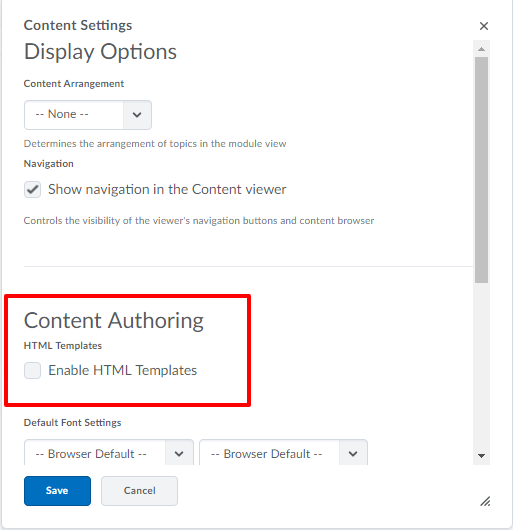 Content Settings
Display Options
Content Arrangement
-- None --
Determines the arrangement of topics in the module view
Navigation
Show navigation in the Content viewer
Controls the visibility of the viewer's navigation buttons and content browser
Content Authoring
HTML Templates
Enable HTML Templates
Default Font Settings
-- Browser Default -- -- Browser Default --
Save Cancel